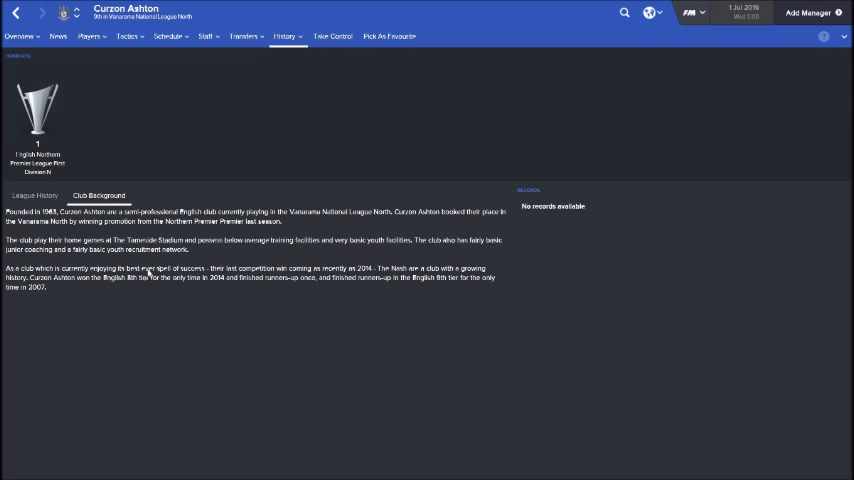 Curzon Ashton
9th in Vanarama National League North
FM
1 Jul 2015
Wed 0:00
Add Manager
Overview
News
Players
Tactics
Schedule
Staff
Transfers
History
Take Control
Pick As Favourite
?
HONOURS
1
English Northern
Premier League First
Division N
League History
Club Background
Founded in 1963, Curzon Ashton are a semi-professional English club currently playing in the Vanarama National League North. Curzon Ashton booked their place in
the Vanarama North by winning promotion from the Northern Premier Premier last season.
The club play their home games at The Tameside Stadium and possess below average training facilities and very basic youth facilities. The club also has fairly basic
junior coaching and a fairly basic youth recruitment network.
As a club which is currently enjoying its best ever spell of success - their last competition win coming as recently as 2014 - The Nash are a club with a growing
history. Curzon Ashton won the English 8th tier for the only time in 2014 and finished runners-up once, and finished runners-up in the English 9th tier for the only
time in 2007.
RECORDS
No records available